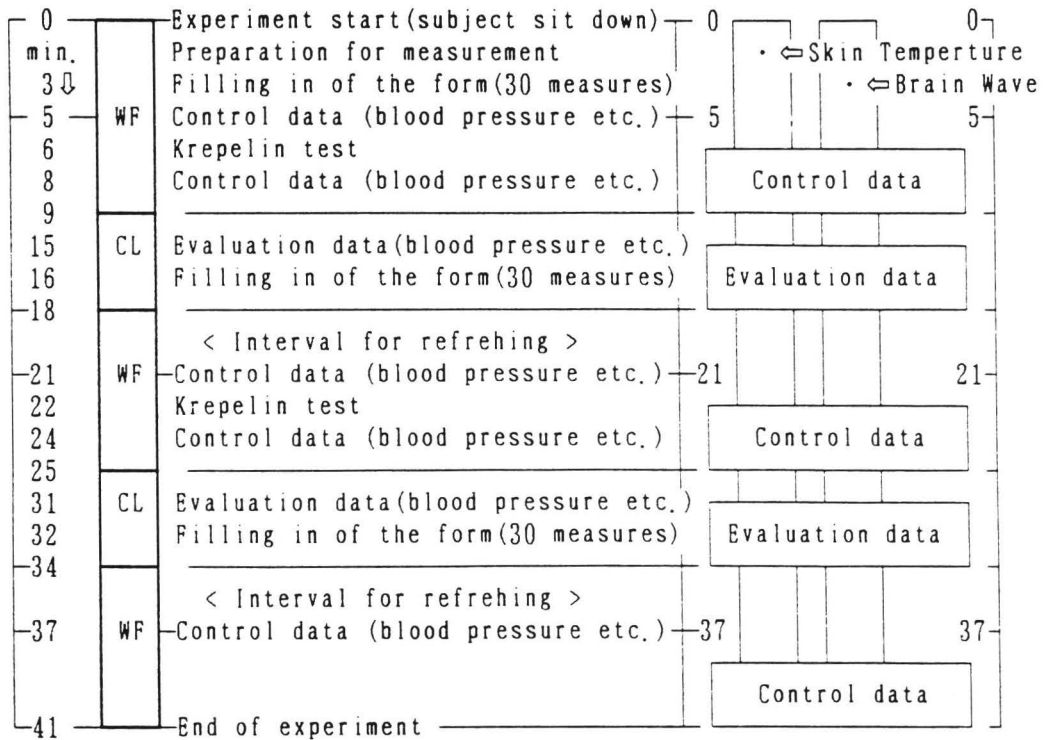 0 Experiment start(subject sit down) 0 0
min. Preparation for measurement ・ ⇦Skin Temperture
3⇩ Filling in of the form(30 measures) ・ ⇦Brain Wave
5 WF Control data (blood pressure etc.) 5 5
6 Krepelin test
8 Control data (blood pressure etc.) Control data
9
15 CL Evaluation data(blood pressure etc.)
16 Filling in of the form(30 measures) Evaluation data
18
< Interval for refrehing >
21 WF Control data (blood pressure etc.) 21 21
22 Krepelin test
24 Control data (blood pressure etc.) Control data
25
31 CL Evaluation data(blood pressure etc.)
32 Filling in of the form(30 measures) Evaluation data
34
< Interval for refrehing >
37 WF Control data (blood pressure etc.) 37 37
Control data
41 End of experiment